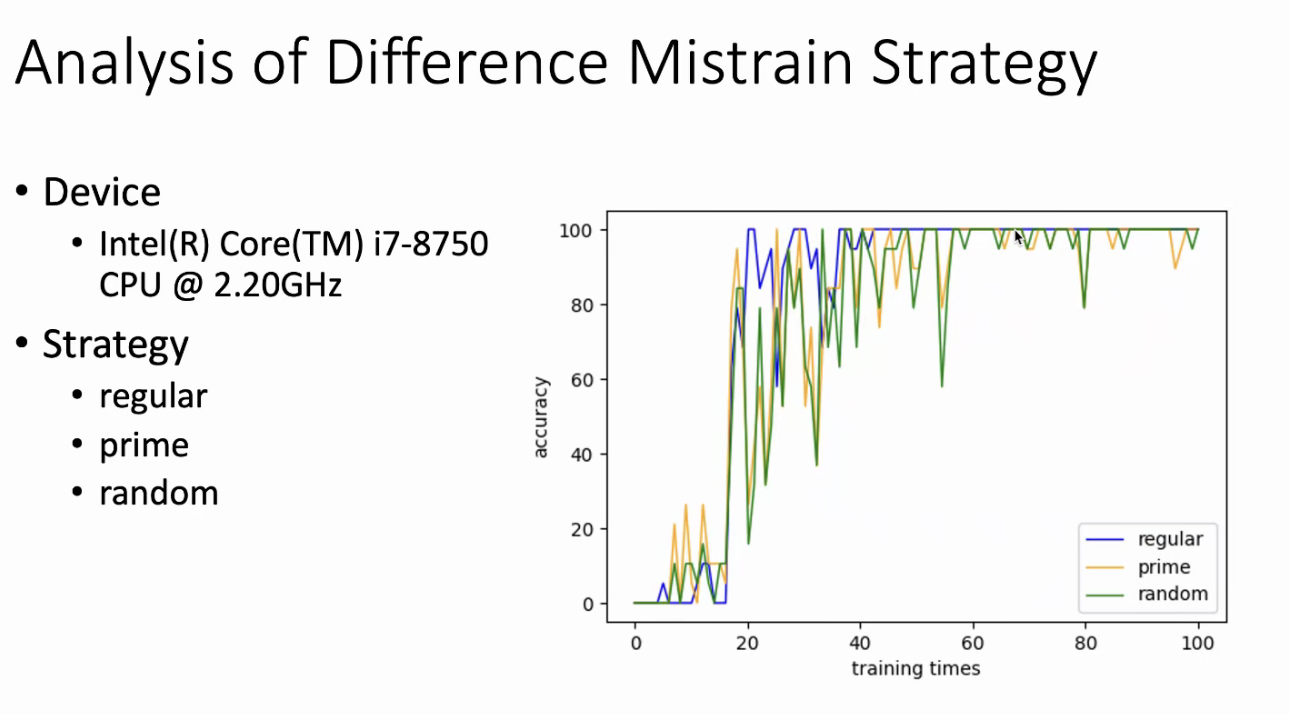 Analysis of Difference Mistrain Strategy
• Device
• Intel(R) Core(TM) i7-8750
CPU @ 2.20GHz
• Strategy
• regular
• prime
• random
100
80
60
40
20
0
accuracy
0 20 40 60 80 100
training times
regular
prime
random